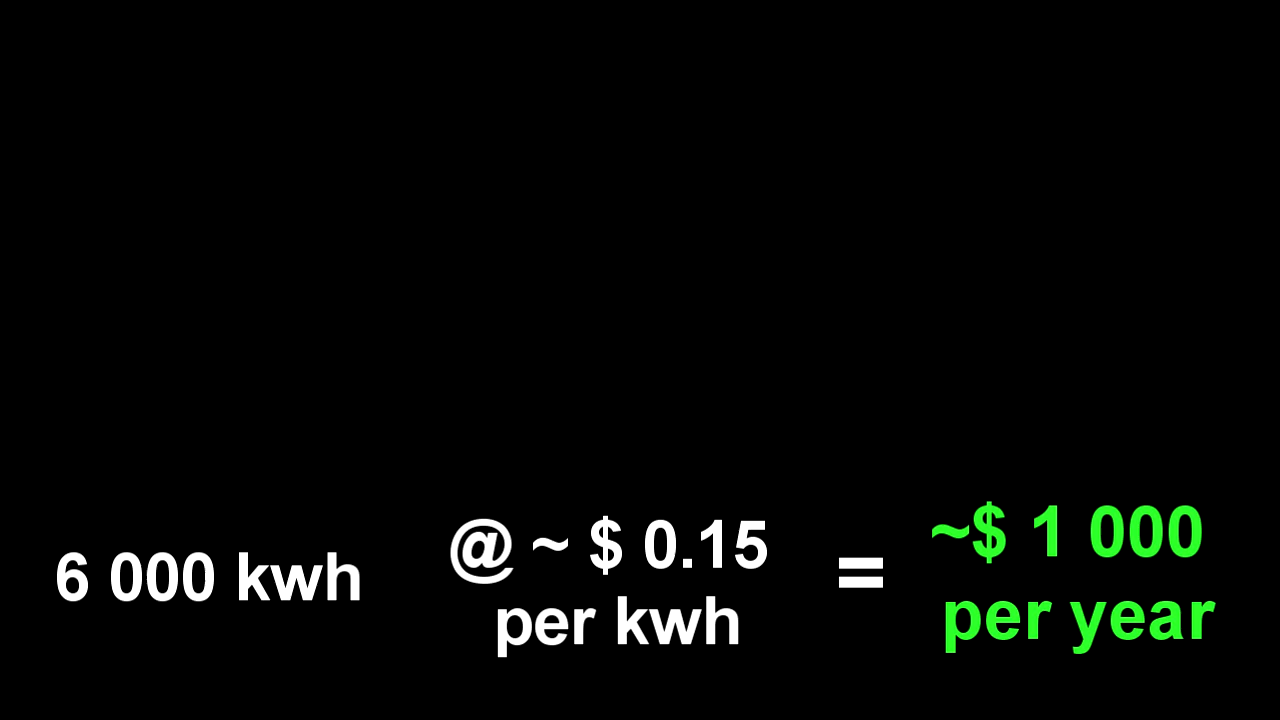 6 000 kwh
@ ~ $ 0.15
per kwh
=
~$ 1 000
per year